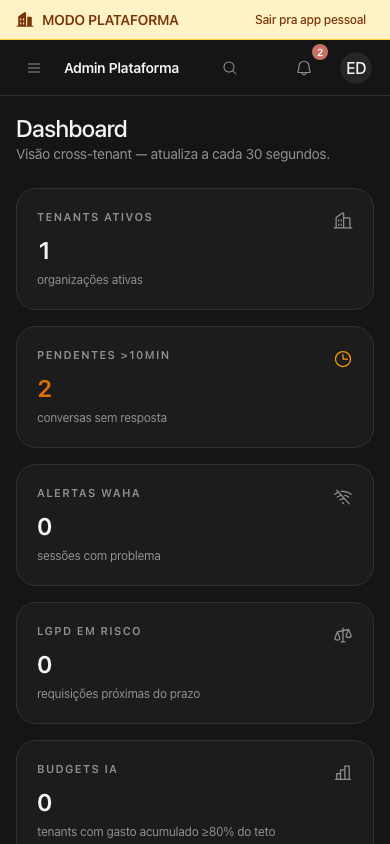 MODO PLATAFORMA
Sair pra app pessoal
Admin Plataforma
2
ED
Dashboard
Visão cross-tenant — atualiza a cada 30 segundos.
TENANTS ATIVOS
1
organizações ativas
PENDENTES >10MIN
2
conversas sem resposta
ALERTAS WAHA
0
sessões com problema
LGPD EM RISCO
0
requisições próximas do prazo
BUDGETS IA
0
tenants com gasto acumulado ≥80% do teto